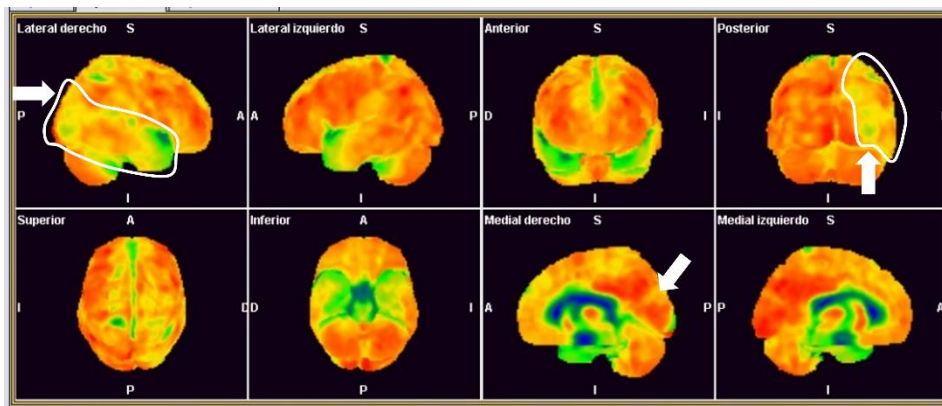 Lateral derecho S
P A
I
Lateral izquierdo S
A P
I
Anterior S
D I
I
Posterior S
I
I
Superior A
I D
P
Inferior A
D I
P
Medial derecho S
A P
I
Medial izquierdo S
P A
I